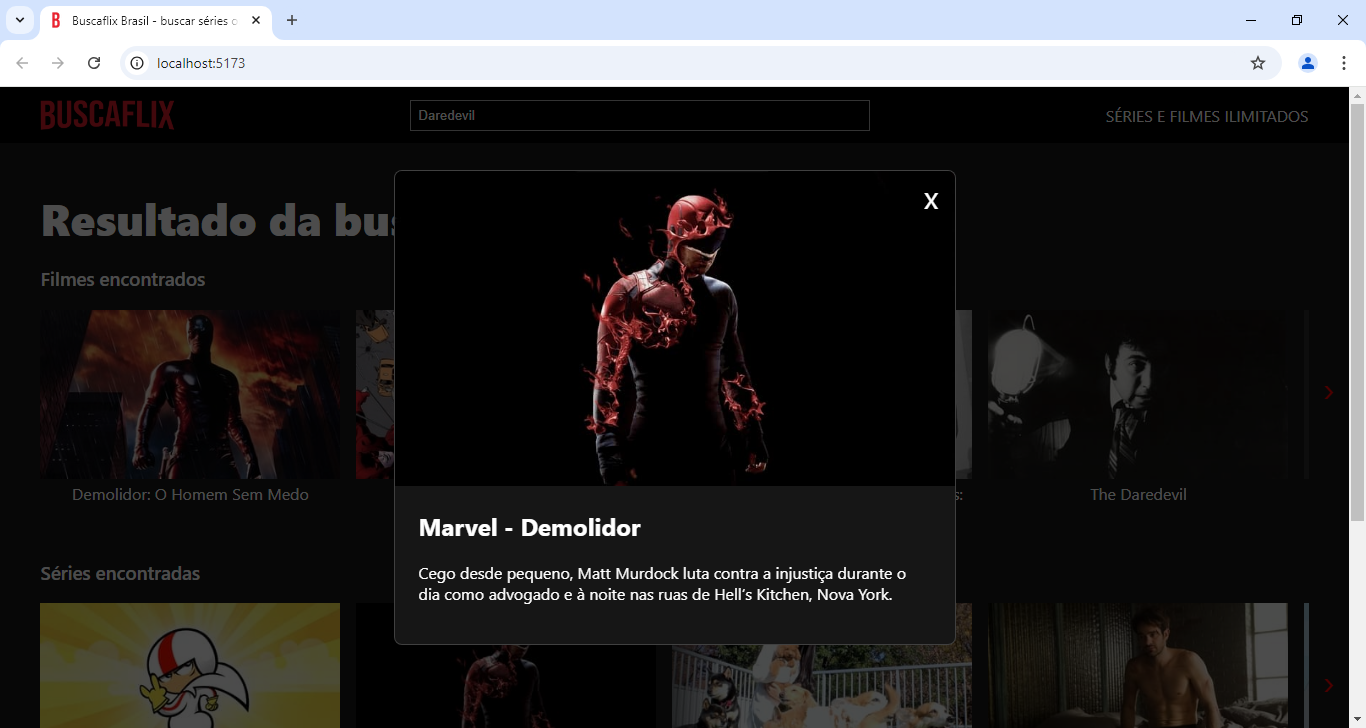 Buscaflix Brasil - buscar séries
localhost:5173
BUSCAFLIX
Daredevil
SÉRIES E FILMES ILIMITADOS
Resultado da
Filmes encontrados
X
Demolidor: O Homem Sem Medo
The Daredevil
Marvel - Demolidor
Cego desde pequeno, Matt Murdock luta contra a injustiça durante o
dia como advogado e à noite nas ruas de Hell's Kitchen, Nova York.
Séries encontradas